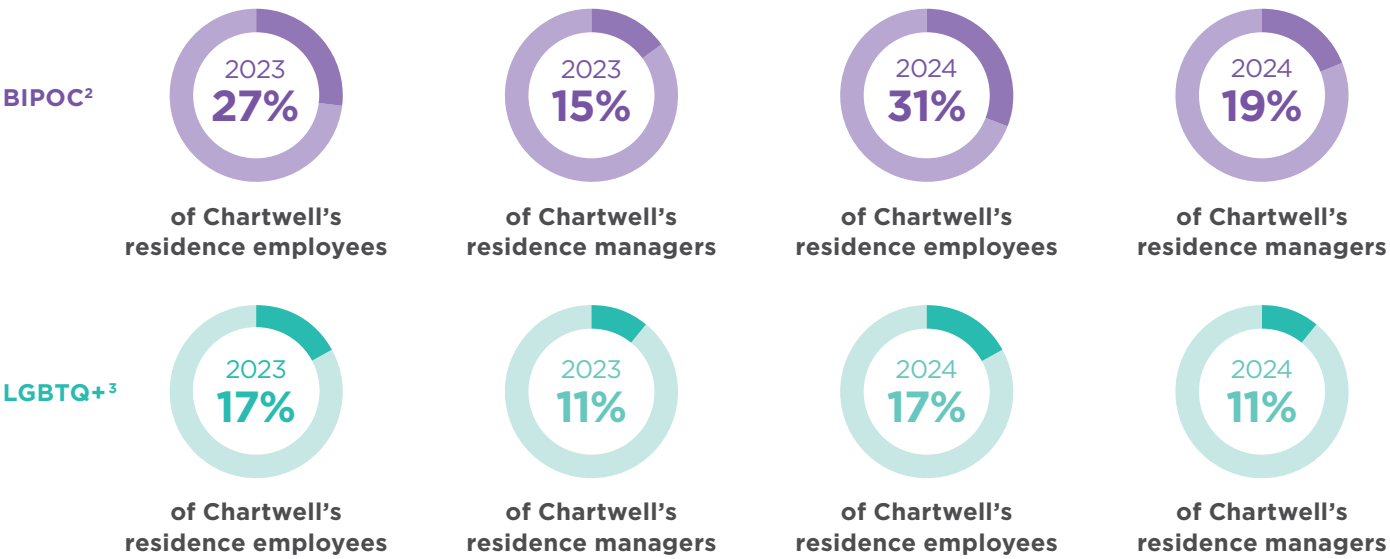 BIPOC²
2023
27%
of Chartwell’s
residence employees
2023
15%
of Chartwell’s
residence managers
2024
31%
of Chartwell’s
residence employees
2024
19%
of Chartwell’s
residence managers
LGBTQ+³
2023
17%
of Chartwell’s
residence employees
2023
11%
of Chartwell’s
residence managers
2024
17%
of Chartwell’s
residence employees
2024
11%
of Chartwell’s
residence managers